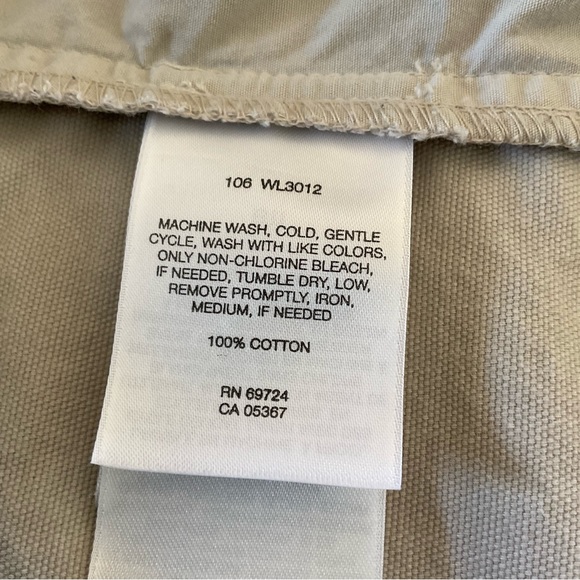 106 WL3012
MACHINE WASH, COLD, GENTLE
CYCLE, WASH WITH LIKE COLORS,
ONLY NON-CHLORINE BLEACH,
IF NEEDED, TUMBLE DRY, LOW,
REMOVE PROMPTLY, IRON,
MEDIUM, IF NEEDED
100% COTTON
RN 69724
CA 05367